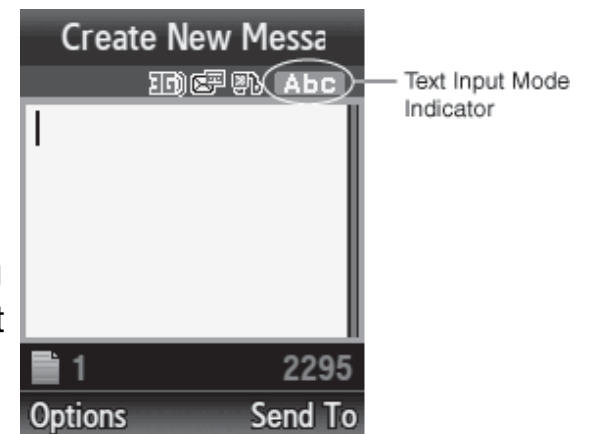 Create New Messa
Abc
Text Input Mode
Indicator
t
1 2295
Options Send To